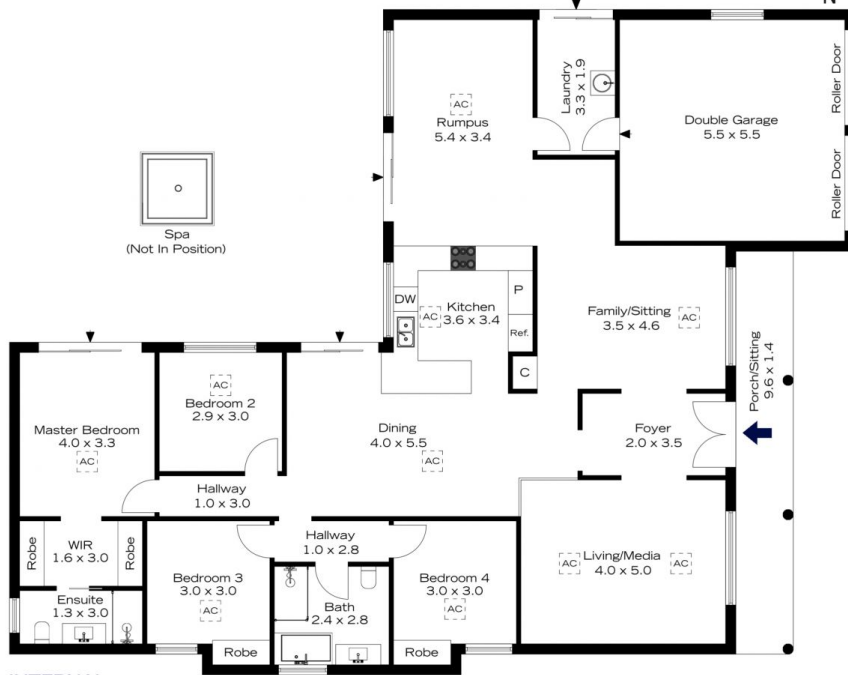 N
Rumpus
5.4 x 3.4
AC
Laundry
3.3 x 1.9
Double Garage
5.5 x 5.5
Roller Door
Roller Door
Spa
(Not In Position)
DW
AC
Kitchen
3.6 x 3.4
P
Ref.
C
Family/Sitting
3.5 x 4.6
AC
Porch/Sitting
9.6 x 1.4
Master Bedroom
4.0 x 3.3
AC
AC
Bedroom 2
2.9 x 3.0
Dining
4.0 x 5.5
AC
Foyer
2.0 x 3.5
Hallway
1.0 x 3.0
Robe
WIR
1.6 x 3.0
Robe
Hallway
1.0 x 2.8
Bedroom 3
3.0 x 3.0
AC
Bedroom 4
3.0 x 3.0
AC
Living/Media
4.0 x 5.0
AC
AC
Ensuite
1.3 x 3.0
Bath
2.4 x 2.8
Robe
Robe